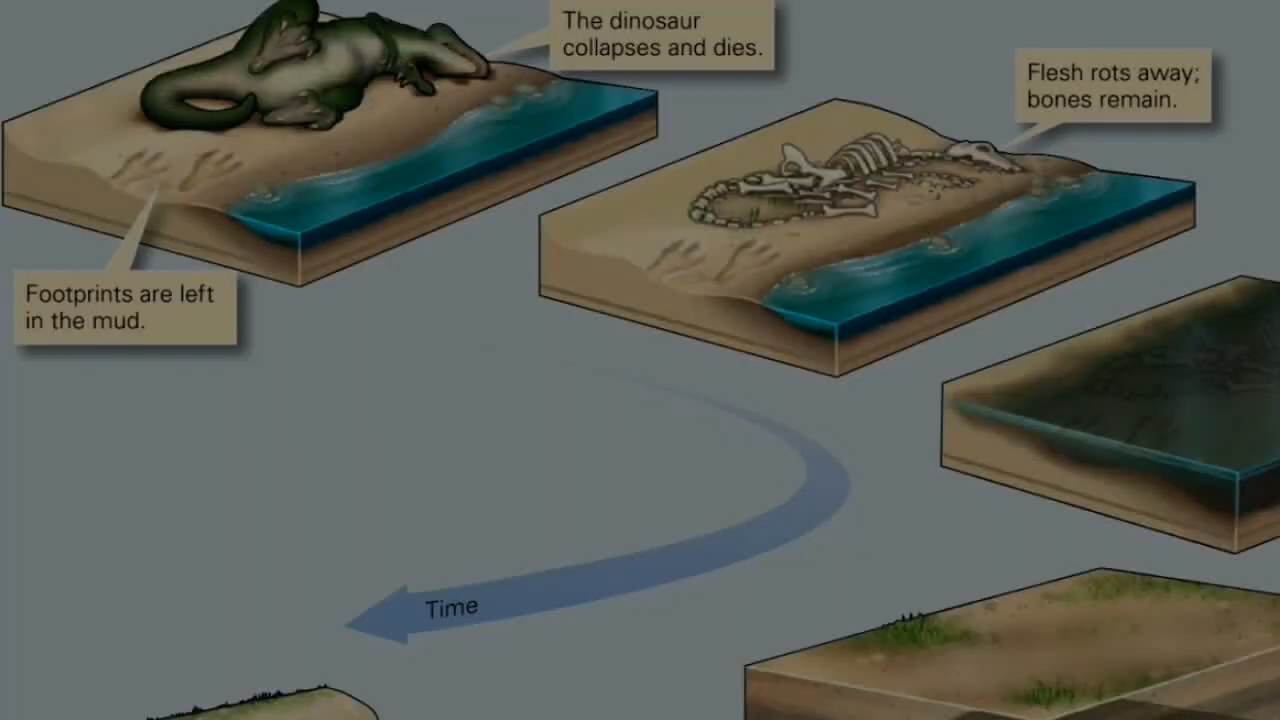 The dinosaur
collapses and dies.
Flesh rots away;
bones remain.
Footprints are left
in the mud.
Time